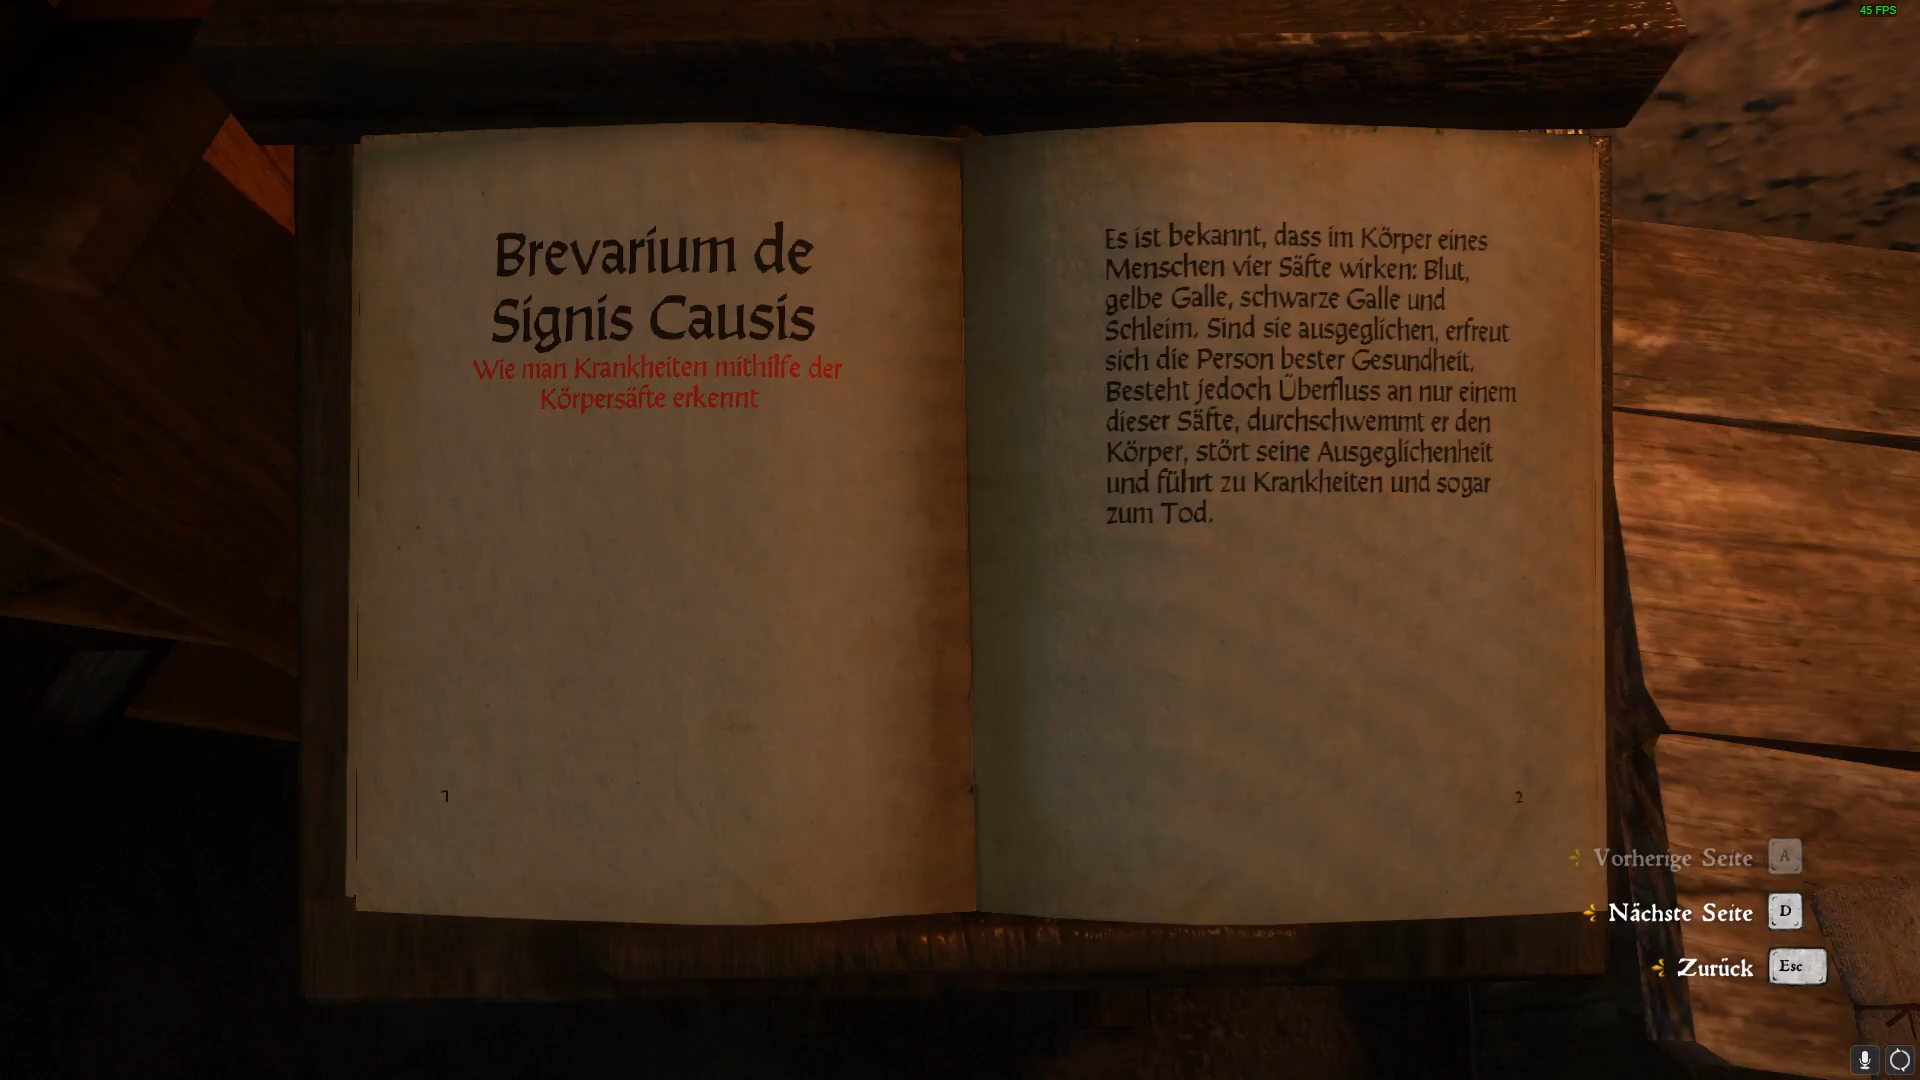 45 FPS
Brevarium de
Signis Causis
Wie man Krankheiten mithilfe der
Körpersäfte erkennt
1
Es ist bekannt, dass im Körper eines
Menschen vier Säfte wirken: Blut,
gelbe Galle, schwarze Galle und
Schleim. Sind sie ausgeglichen, erfreut
sich die Person bester Gesundheit.
Besteht jedoch Überfluss an nur einem
dieser Säfte, durchschwemmt er den
Körper, stört seine Ausgeglichenheit
und führt zu Krankheiten und sogar
zum Tod.
2
Vorherige Seite A
Nächste Seite D
Zurück Esc